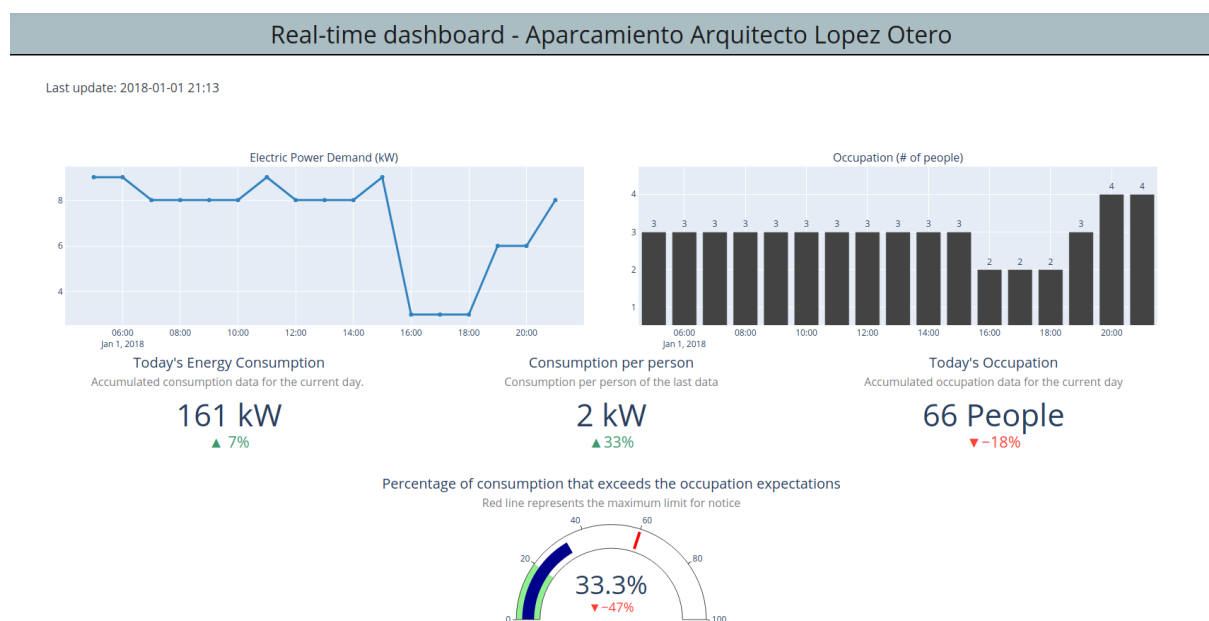 Real-time dashboard - Aparcamiento Arquitecto Lopez Otero
Last update: 2018-01-01 21:13
Electric Power Demand (kW)
8
6
4
06:00 08:00 10:00 12:00 14:00 16:00 18:00 20:00
Jan 1, 2018
Occupation (# of people)
4
3
2
1
3 3 3 3 3 3 3 3 3 3 3 2 2 2 3 4 4
06:00 08:00 10:00 12:00 14:00 16:00 18:00 20:00
Jan 1, 2018
Today's Energy Consumption
Accumulated consumption data for the current day.
161 kW
▲ 7%
Consumption per person
Consumption per person of the last data
2 kW
▲33%
Today's Occupation
Accumulated occupation data for the current day
66 People
▼−18%
Percentage of consumption that exceeds the occupation expectations
Red line represents the maximum limit for notice
0 20 40 60 80 100
33.3%
▼−47%